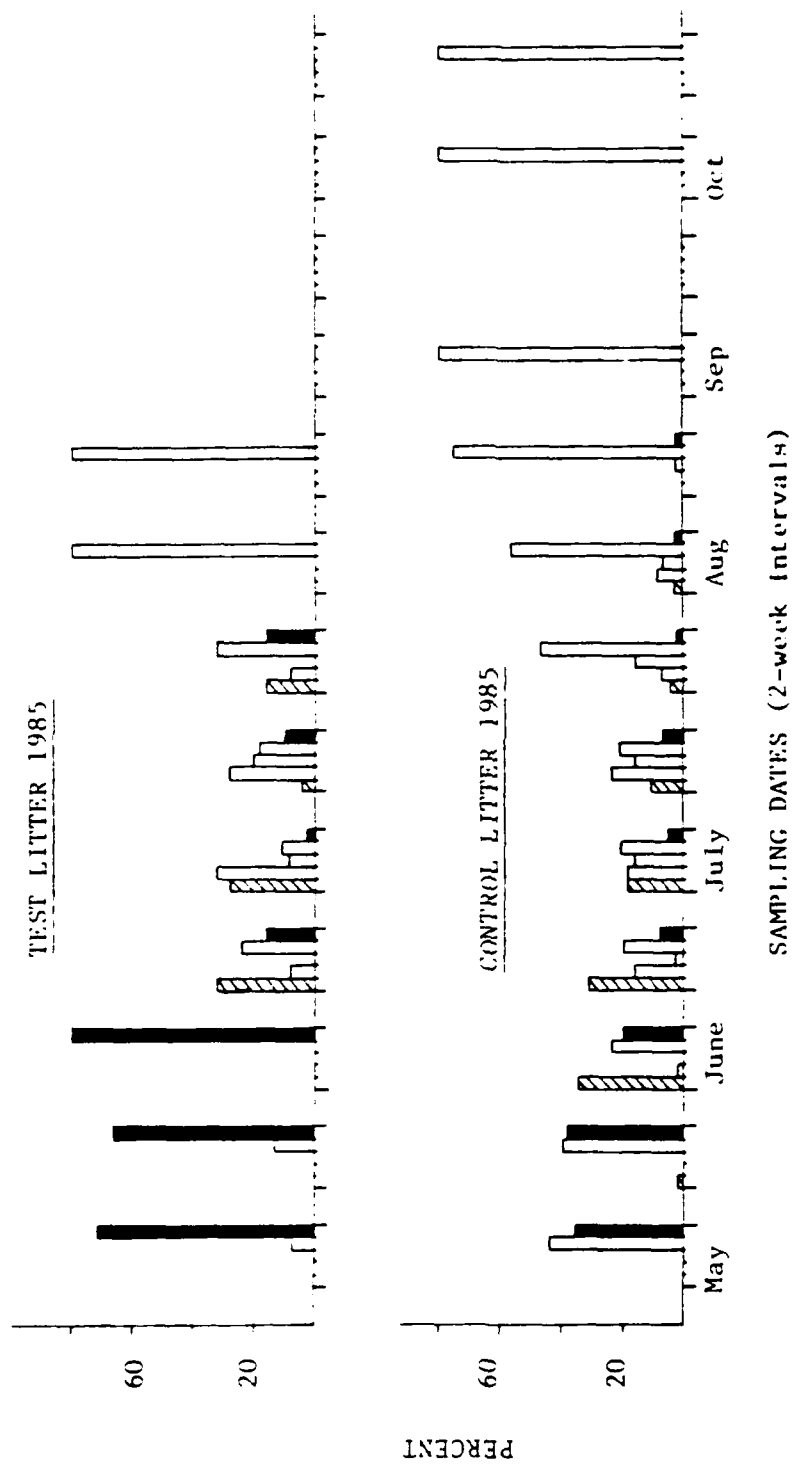 TEST LITTER 1985
60
20
CONTROL LITTER 1985
60
20
PERCENT
May
June
July
Aug
Sep
Oct
SAMPLING DATES (2-week Intervals)